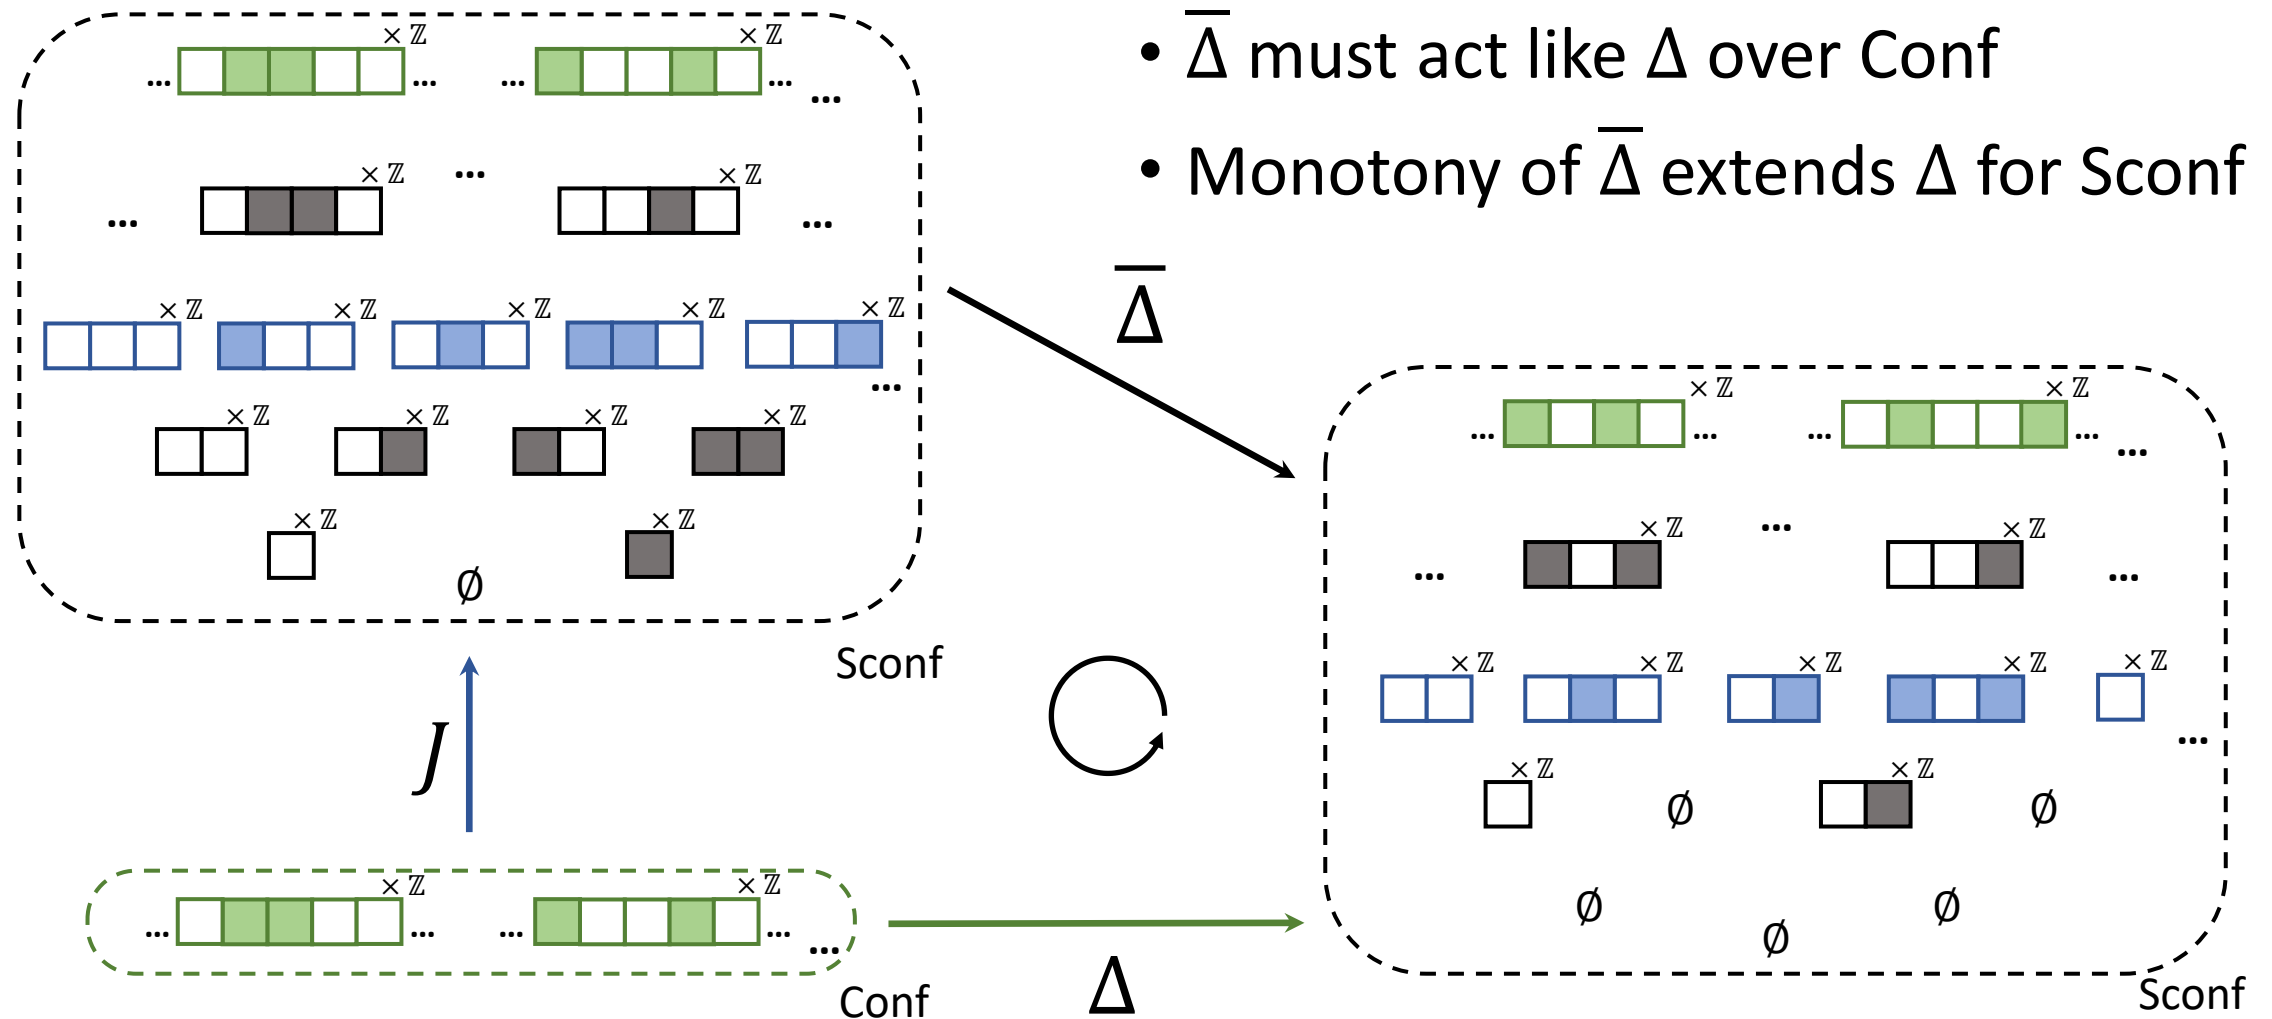 • Δ̅ must act like Δ over Conf
• Monotony of Δ̅ extends Δ for Sconf
× ℤ × ℤ
... ... ... ... ...
× ℤ ... × ℤ
... ...
× ℤ × ℤ × ℤ × ℤ × ℤ
...
× ℤ × ℤ × ℤ × ℤ
× ℤ × ℤ
∅
Sconf
Δ̅
J
× ℤ × ℤ
... ... ... ... ...
Conf
Δ
× ℤ × ℤ
... ... ... ... ...
× ℤ ... × ℤ
... ...
× ℤ × ℤ × ℤ × ℤ × ℤ
...
× ℤ ∅ × ℤ ∅
∅ ∅
∅
Sconf